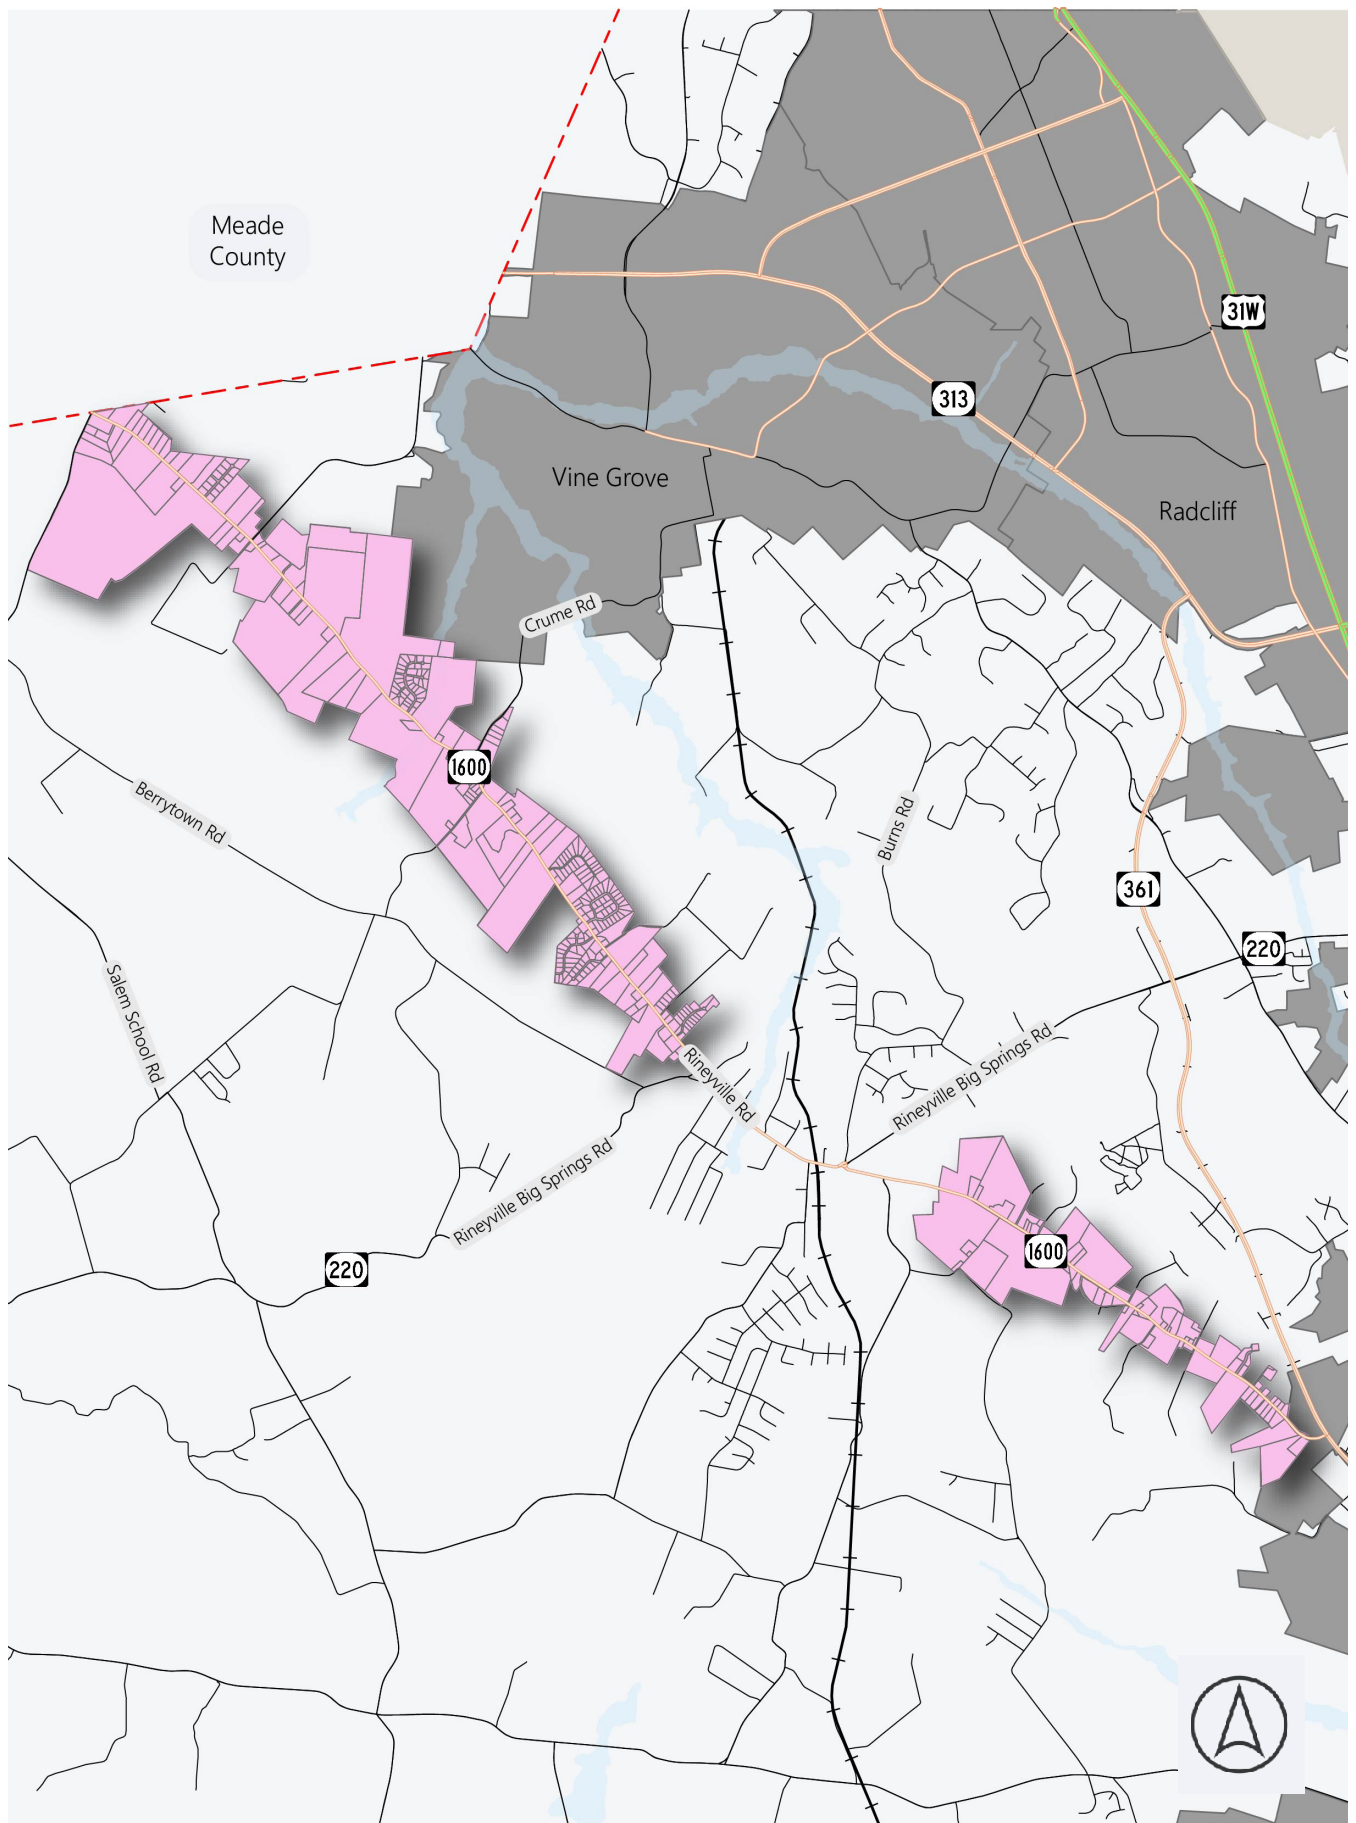 Meade
County
31W
313
Vine Grove
Radcliff
Crume Rd
1600
Berrytown Rd
Burns Rd
361
220
Salem School Rd
Rineyville Rd
Rineyville Big Springs Rd
Rineyville Big Springs Rd
1600
220